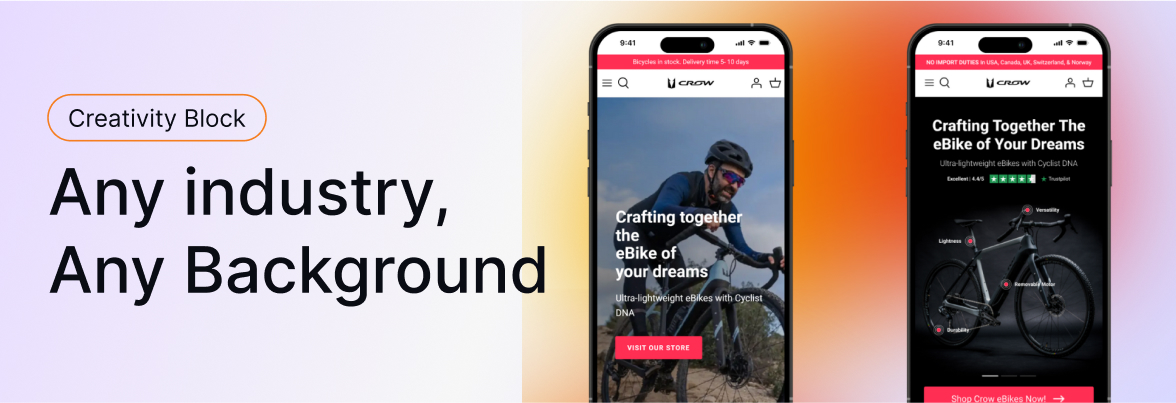 Creativity Block
Any industry,
Any Background
9:41
Bicycles in stock. Delivery time 5- 10 days
CROW
Crafting together
the
eBike of
your dreams
Ultra-lightweight eBikes with Cyclist
DNA
VISIT OUR STORE
9:41
NO IMPORT DUTIES in USA, Canada, UK, Switzerland, & Norway
CROW
Crafting Together The
eBike of Your Dreams
Ultra-lightweight eBikes with Cyclist DNA
Excellent | 4.4/5 Trustpilot
Versatility
Lightness
Removably Motor
Durability
Shop Crow eBikes Now!